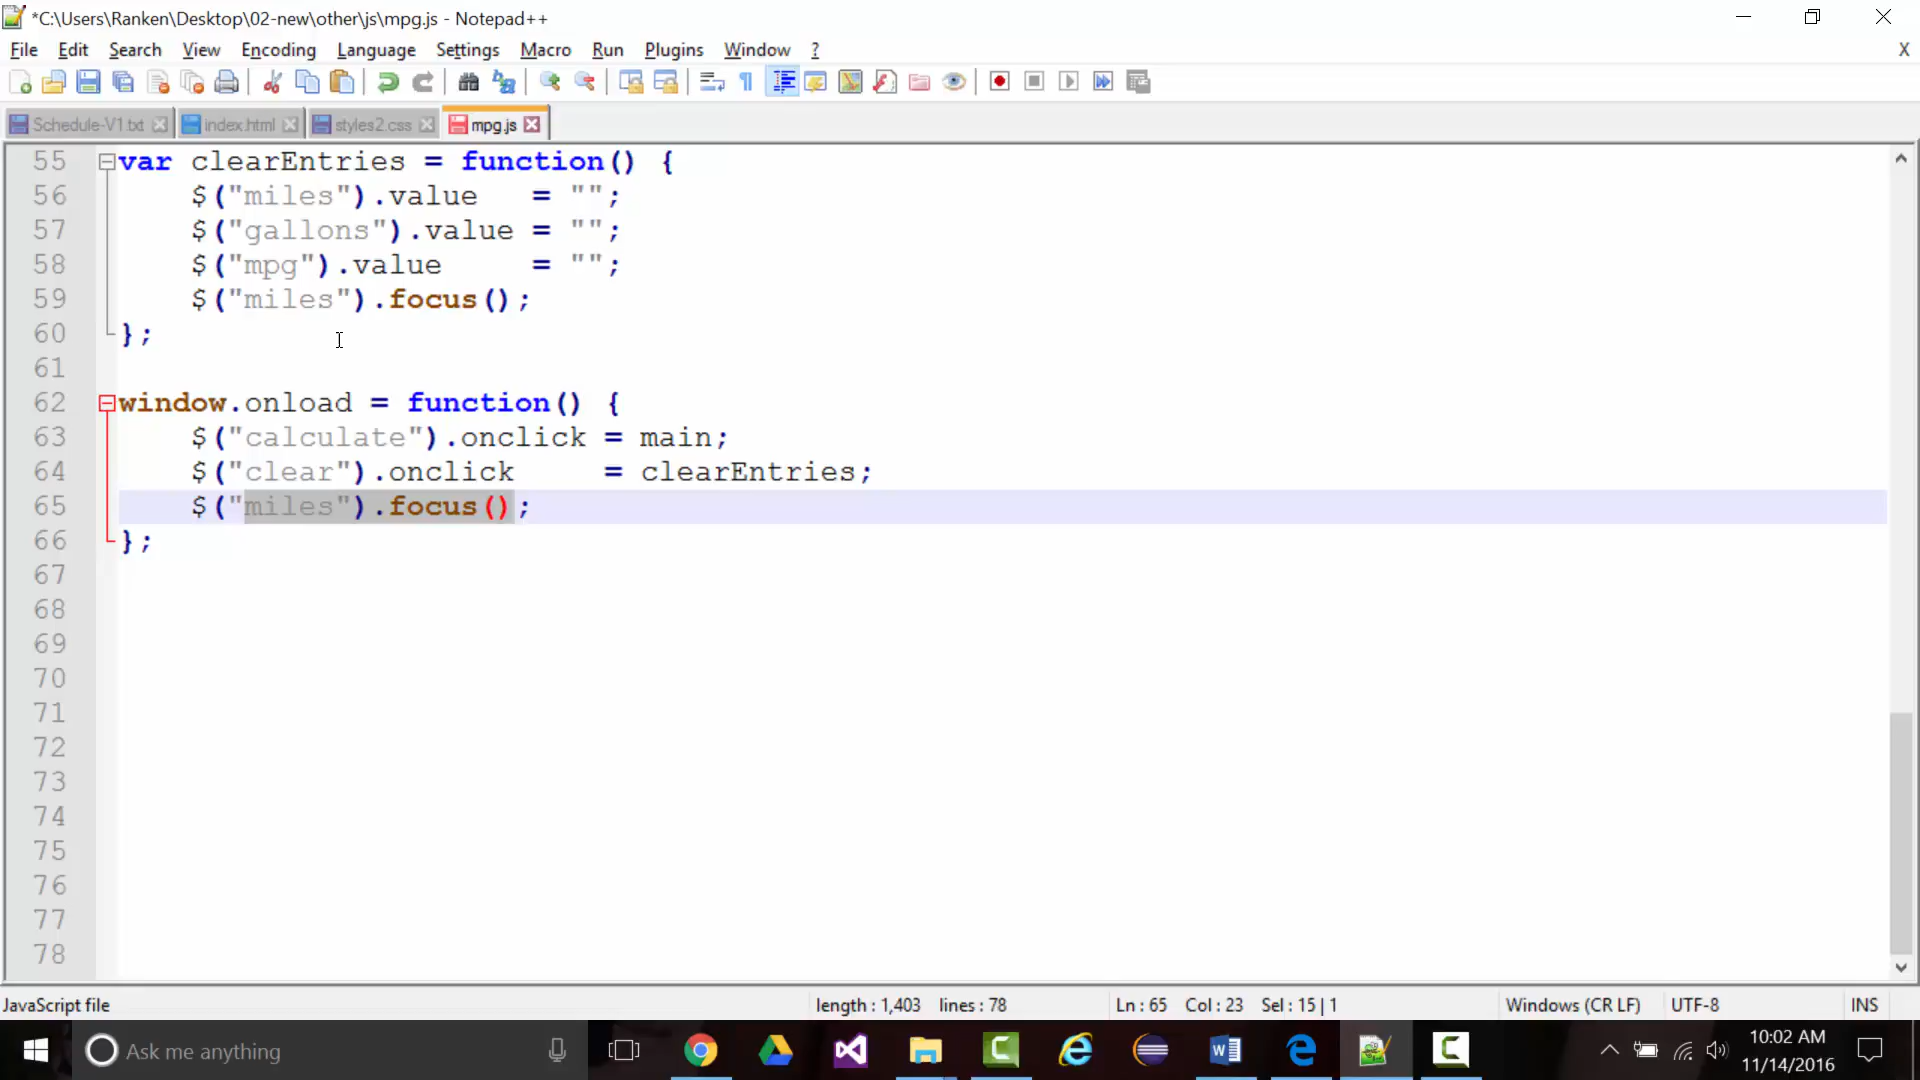 *C:\Users\Ranken\Desktop\02-new\other\js\mpg.js - Notepad++
File Edit Search View Encoding Language Settings Macro Run Plugins Window ? X
Schedule-V1.txt index.html styles2.css mpg.js
55 var clearEntries = function() {
56 $("miles").value   = "";
57 $("gallons").value = "";
58 $("mpg").value     = "";
59 $("miles").focus();
60 };
61
62 window.onload = function() {
63 $("calculate").onclick = main;
64 $("clear").onclick     = clearEntries;
65 $("miles").focus();
66 };
67
68
69
70
71
72
73
74
75
76
77
78
JavaScript file length : 1,403 lines : 78 Ln : 65 Col : 23 Sel : 15 | 1 Windows (CR LF) UTF-8 INS
Ask me anything 10:02 AM
11/14/2016